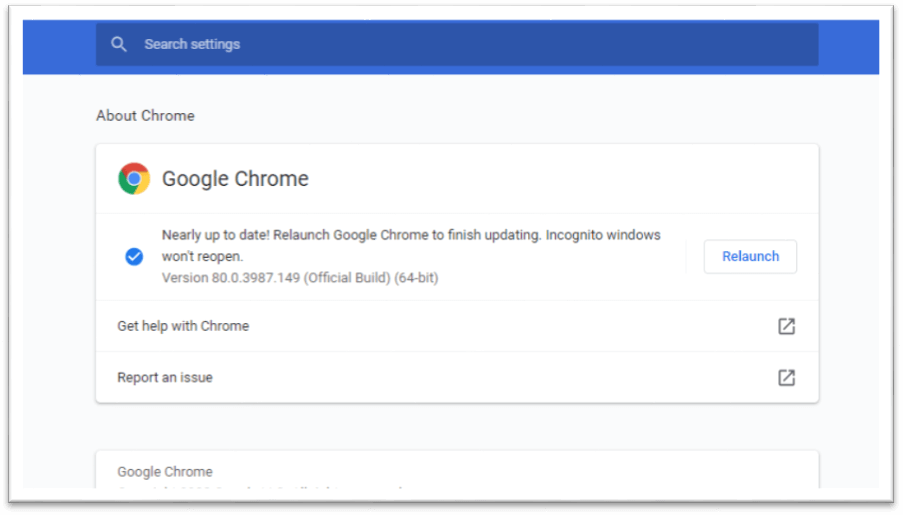 Search settings
About Chrome
Google Chrome
Nearly up to date! Relaunch Google Chrome to finish updating. Incognito windows
won't reopen.
Relaunch
Version 80.0.3987.149 (Official Build) (64-bit)
Get help with Chrome
Report an issue
Google Chrome